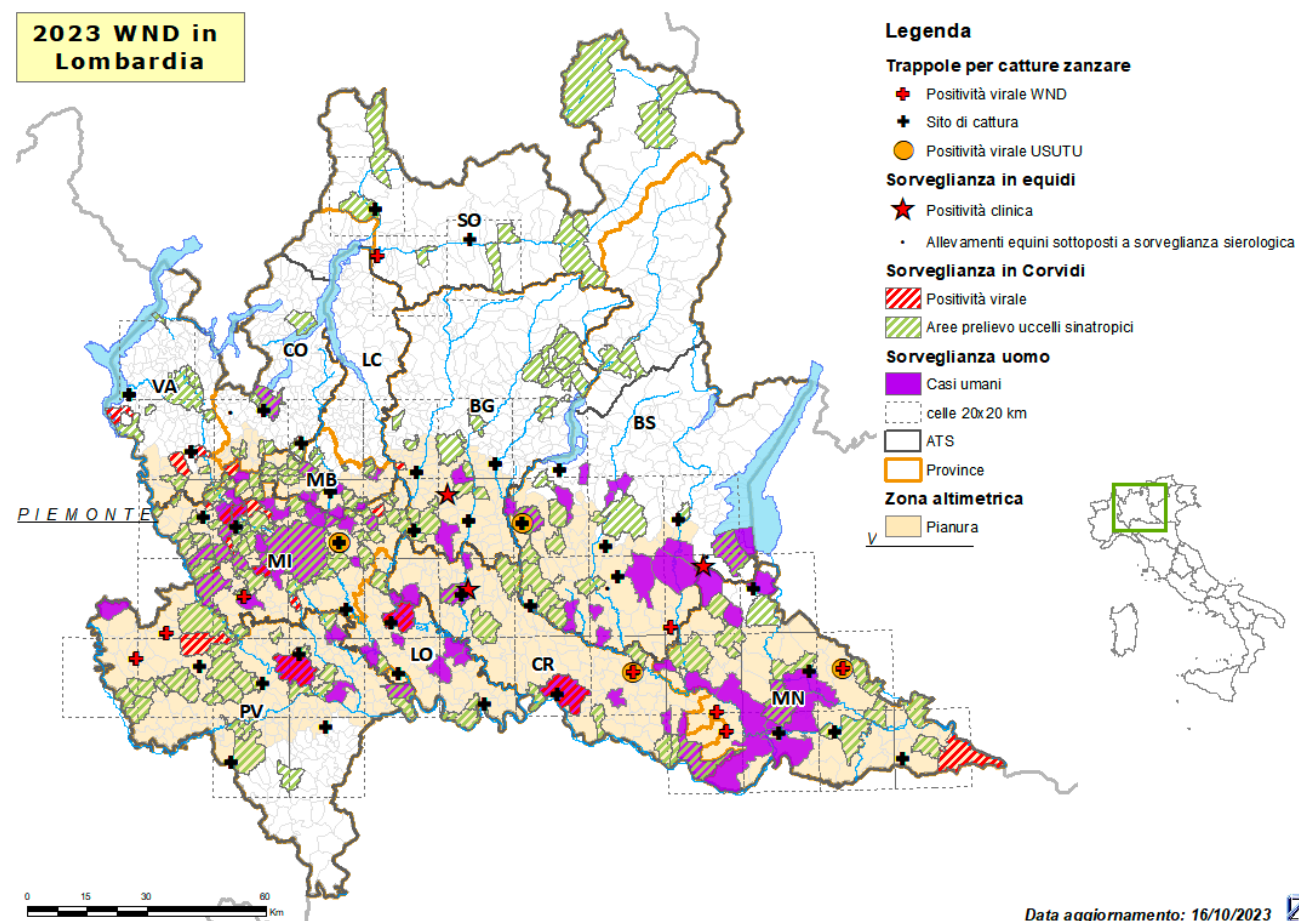 2023 WND in
Lombardia
Legenda
Trappole per catture zanzare
Positività virale WND
Sito di cattura
Positività virale USUTU
Sorveglianza in equidi
Positività clinica
Allevamenti equini sottoposti a sorveglianza sierologica
Sorveglianza in Corvidi
Positività virale
Aree prelievo uccelli sinatropici
Sorveglianza uomo
Casi umani
celle 20x20 km
ATS
Province
Zona altimetrica
Pianura
SO
CO
LC
VA
BG
BS
MB
PIEMONTE
V
MI
LO
CR
MN
PV
0 15 30 60
Km
Data aggiornamento: 16/10/2023